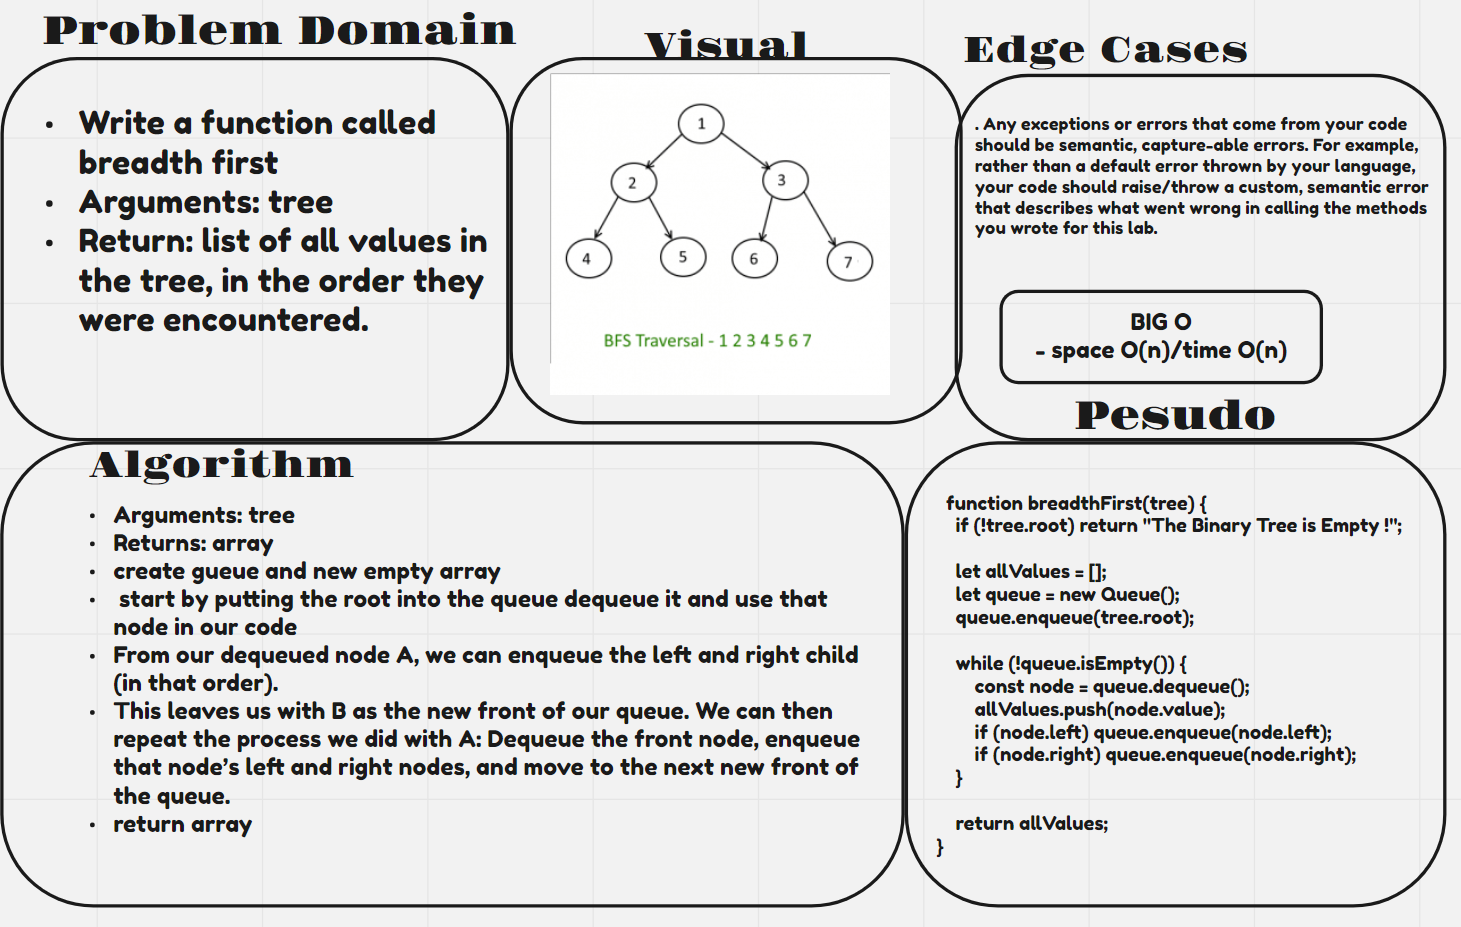 Problem Domain
• Write a function called
breadth first
• Arguments: tree
• Return: list of all values in
the tree, in the order they
were encountered.
Visual
1
2
3
4
5
6
7
BFS Traversal - 1 2 3 4 5 6 7
Edge Cases
. Any exceptions or errors that come from your code
should be semantic, capture-able errors. For example,
rather than a default error thrown by your language,
your code should raise/throw a custom, semantic error
that describes what went wrong in calling the methods
you wrote for this lab.
BIG O
- space O(n)/time O(n)
Algorithm
• Arguments: tree
• Returns: array
• create gueue and new empty array
• start by putting the root into the queue dequeue it and use that
node in our code
• From our dequeued node A, we can enqueue the left and right child
(in that order).
• This leaves us with B as the new front of our queue. We can then
repeat the process we did with A: Dequeue the front node, enqueue
that node's left and right nodes, and move to the next new front of
the queue.
• return array
Pesudo
function breadthFirst(tree) {
if (!tree.root) return "The Binary Tree is Empty !";
let allValues = [];
let queue = new Queue();
queue.enqueue(tree.root);
while (!queue.isEmpty()) {
const node = queue.dequeue();
allValues.push(node.value);
if (node.left) queue.enqueue(node.left);
if (node.right) queue.enqueue(node.right);
}
return allValues;
}